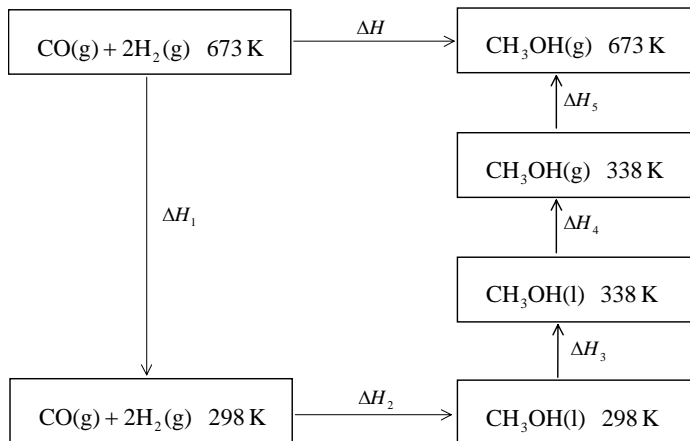 ΔH
CO(g) + 2H₂(g) 673 K
CH₃OH(g) 673 K
ΔH₅
CH₃OH(g) 338 K
ΔH₁
ΔH₄
CH₃OH(l) 338 K
ΔH₃
CO(g) + 2H₂(g) 298 K
ΔH₂
CH₃OH(l) 298 K